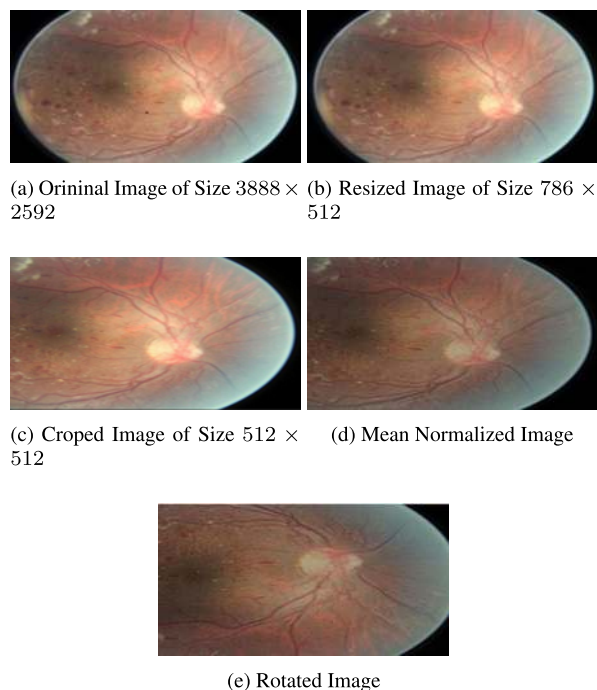 (a) Orininal Image of Size 3888 ×
2592
(b) Resized Image of Size 786 ×
512
(c) Croped Image of Size 512 ×
512
(d) Mean Normalized Image
(e) Rotated Image